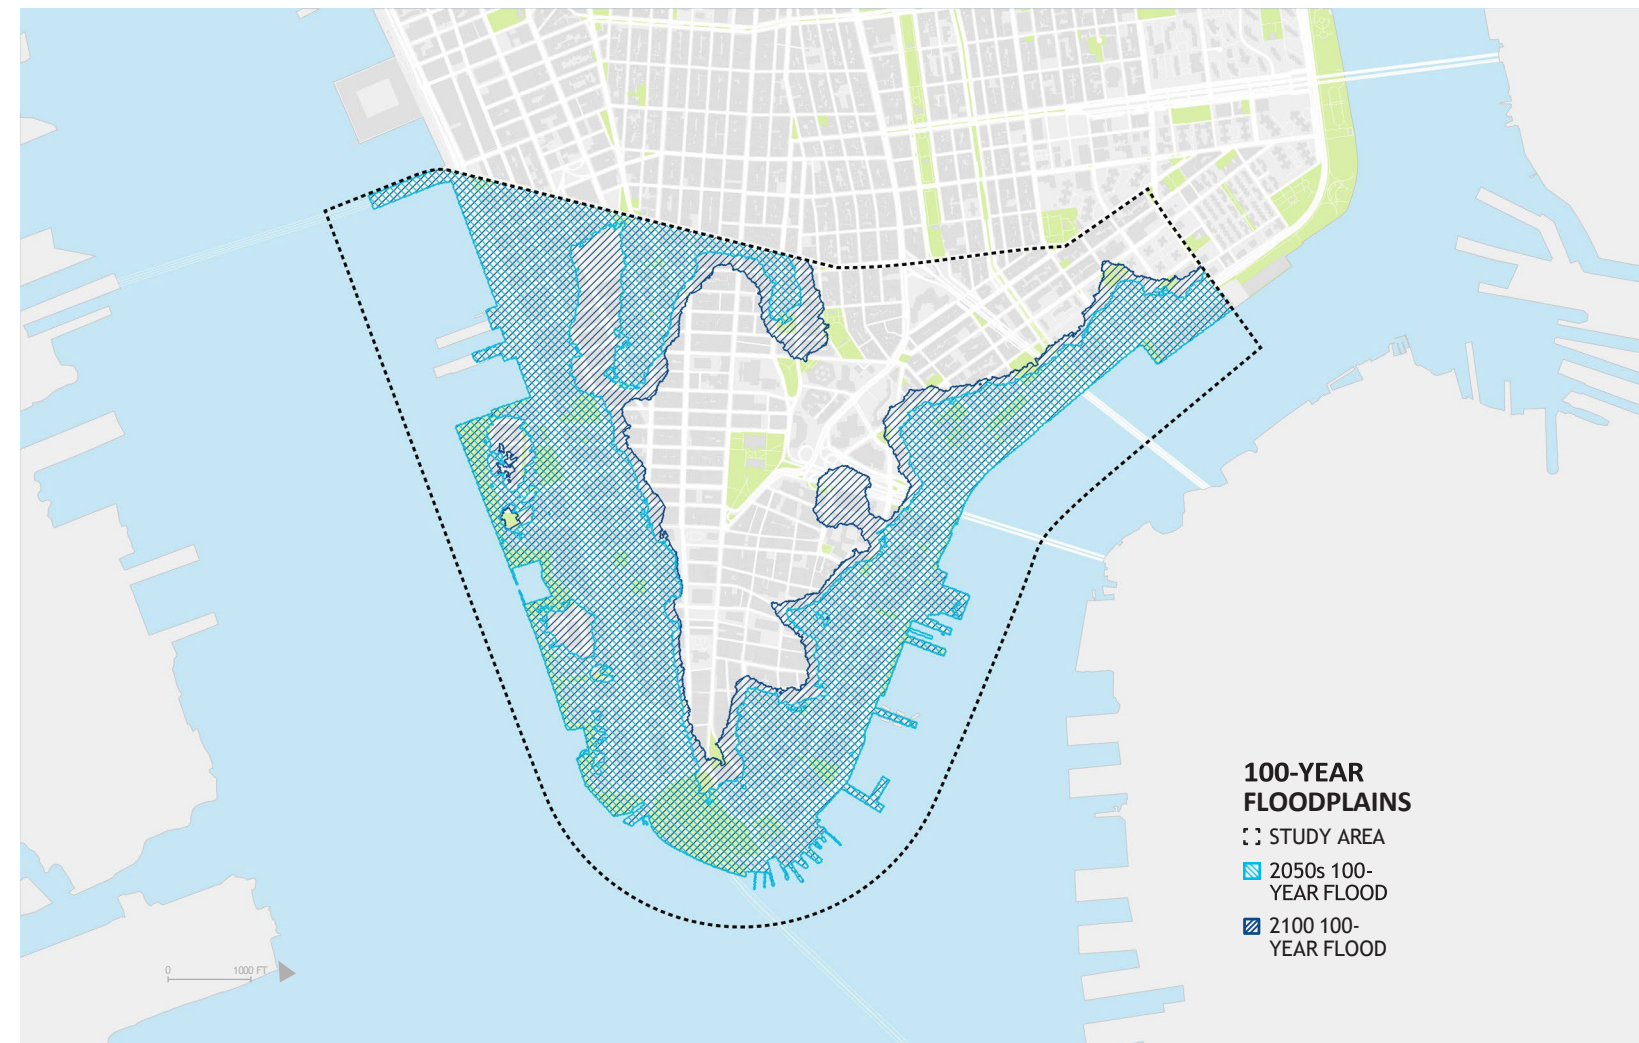 100-YEAR
FLOODPLAINS
STUDY AREA
2050s 100-
YEAR FLOOD
2100 100-
YEAR FLOOD
0 1000 FT